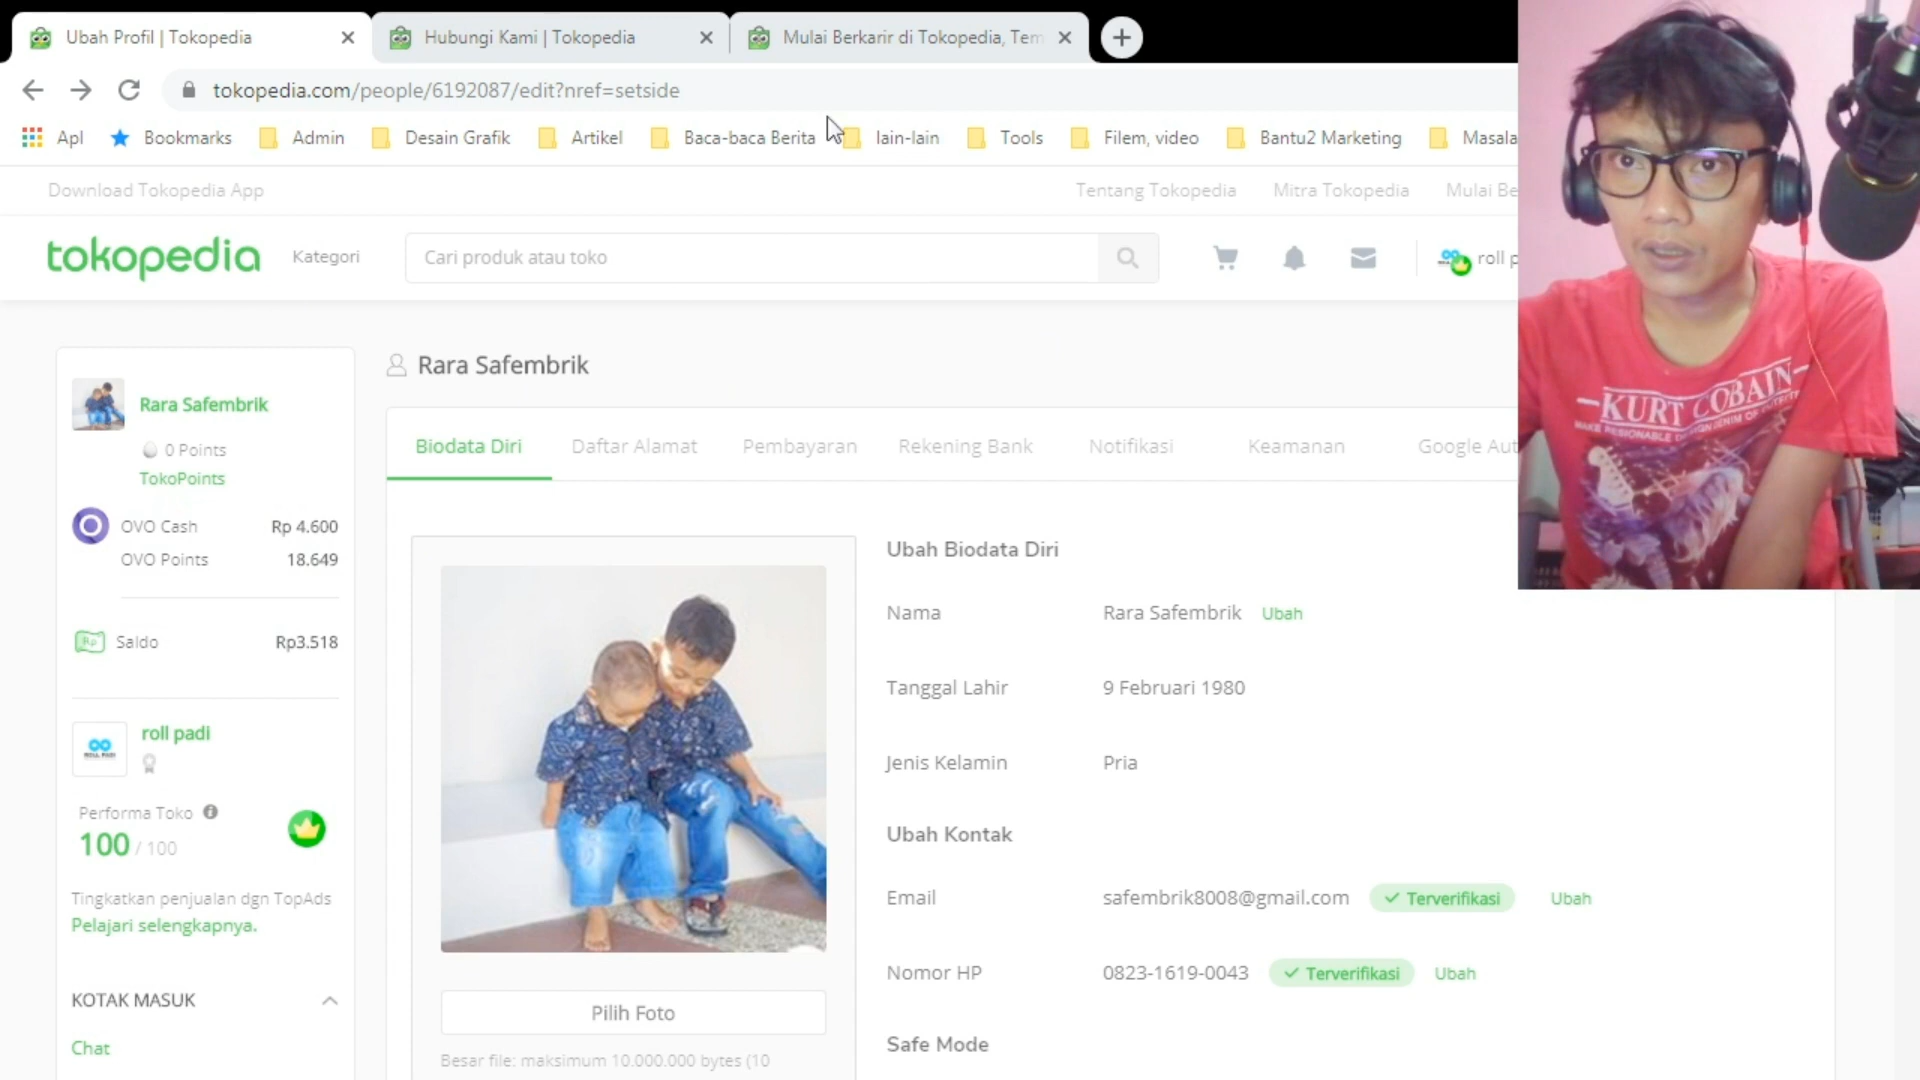 Ubah Profil | Tokopedia
Hubungi Kami | Tokopedia
Mulai Berkarir di Tokopedia, Tem
tokopedia.com/people/6192087/edit?nref=setside
Apl
Bookmarks
Admin
Desain Grafik
Artikel
Baca-baca Berita
lain-lain
Tools
Filem, video
Bantu2 Marketing
Masala
Download Tokopedia App
Tentang Tokopedia
Mitra Tokopedia
Mulai Be
tokopedia
Kategori
Cari produk atau toko
roll p
Rara Safembrik
0 Points
TokoPoints
OVO Cash Rp 4.600
OVO Points 18.649
Saldo Rp3.518
roll padi
ROLL PADI
Performa Toko
100 / 100
Tingkatkan penjualan dgn TopAds
Pelajari selengkapnya.
KOTAK MASUK
Chat
Rara Safembrik
Biodata Diri
Daftar Alamat
Pembayaran
Rekening Bank
Notifikasi
Keamanan
Google Aut
Pilih Foto
Besar file: maksimum 10.000.000 bytes (10
Ubah Biodata Diri
Nama Rara Safembrik Ubah
Tanggal Lahir 9 Februari 1980
Jenis Kelamin Pria
Ubah Kontak
Email safembrik8008@gmail.com Terverifikasi Ubah
Nomor HP 0823-1619-0043 Terverifikasi Ubah
Safe Mode
KURT COBAIN